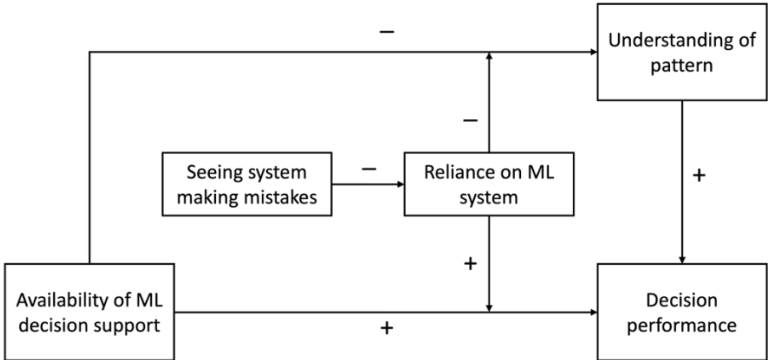 −
Understanding of
pattern
−
Seeing system
making mistakes
−
Reliance on ML
system
+
+
Availability of ML
decision support
+
Decision
performance